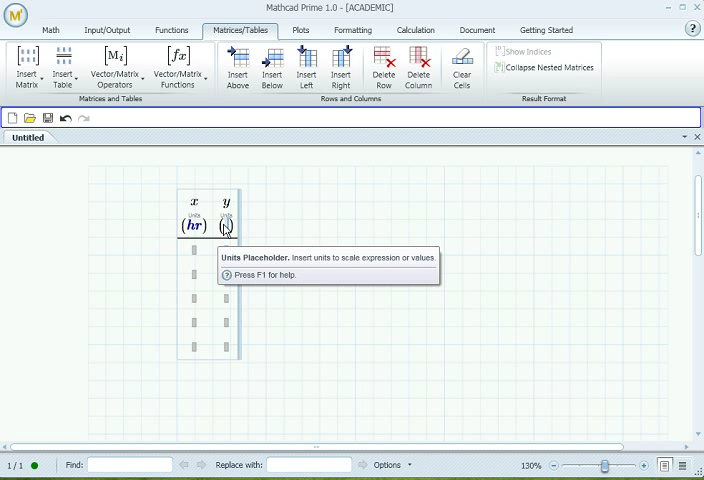 Mathcad Prime 1.0 - [ACADEMIC]
Math Input/Output Functions Matrices/Tables Plots Formatting Calculation Document Getting Started
[Mi] [fx]
Insert Matrix
Insert Table
Vector/Matrix Operators
Vector/Matrix Functions
Insert Above
Insert Below
Insert Left
Insert Right
Delete Row
Delete Column
Clear Cells
Show Indices
Collapse Nested Matrices
Matrices and Tables Rows and Columns Result Format
Untitled
x y
Units Units
(hr) ( )
Units Placeholder. Insert units to scale expression or values.
Press F1 for help.
1 / 1 Find: Replace with: Options 130%